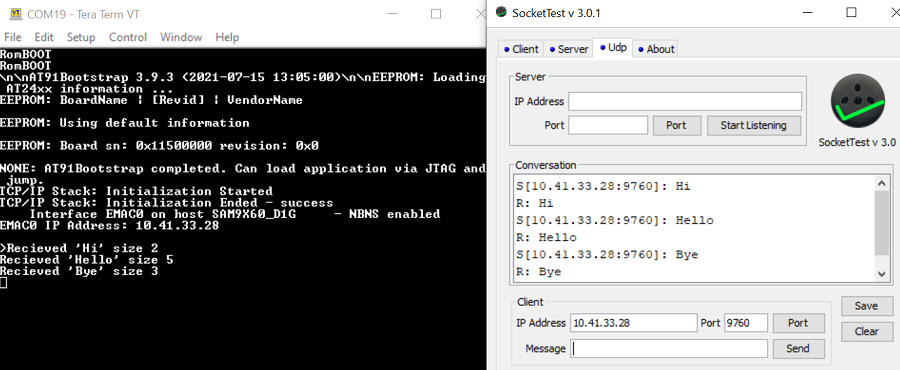 COM19 - Tera Term VT
File Edit Setup Control Window Help
RomBOOT
RomBOOT
\n\nAT91Bootstrap 3.9.3 (2021-07-15 13:05:00)\n\nEEPROM: Loading
AT24xx information ...
EEPROM: BoardName | [Revid] | VendorName
EEPROM: Using default information
EEPROM: Board sn: 0x11500000 revision: 0x0
NONE: AT91Bootstrap completed. Can load application via JTAG and
jump.
TCP/IP Stack: Initialization Started
TCP/IP Stack: Initialization Ended - success
Interface EMAC0 on host SAM9X60_D1G - NBNS enabled
EMAC0 IP Address: 10.41.33.28
>Recieved 'Hi' size 2
Recieved 'Hello' size 5
Recieved 'Bye' size 3
SocketTest v 3.0.1
Client Server Udp About
Server
IP Address
Port Port Start Listening
SocketTest v 3.0
Conversation
S[10.41.33.28:9760]: Hi
R: Hi
S[10.41.33.28:9760]: Hello
R: Hello
S[10.41.33.28:9760]: Bye
R: Bye
Client
IP Address 10.41.33.28 Port 9760 Port
Message Send
Save
Clear